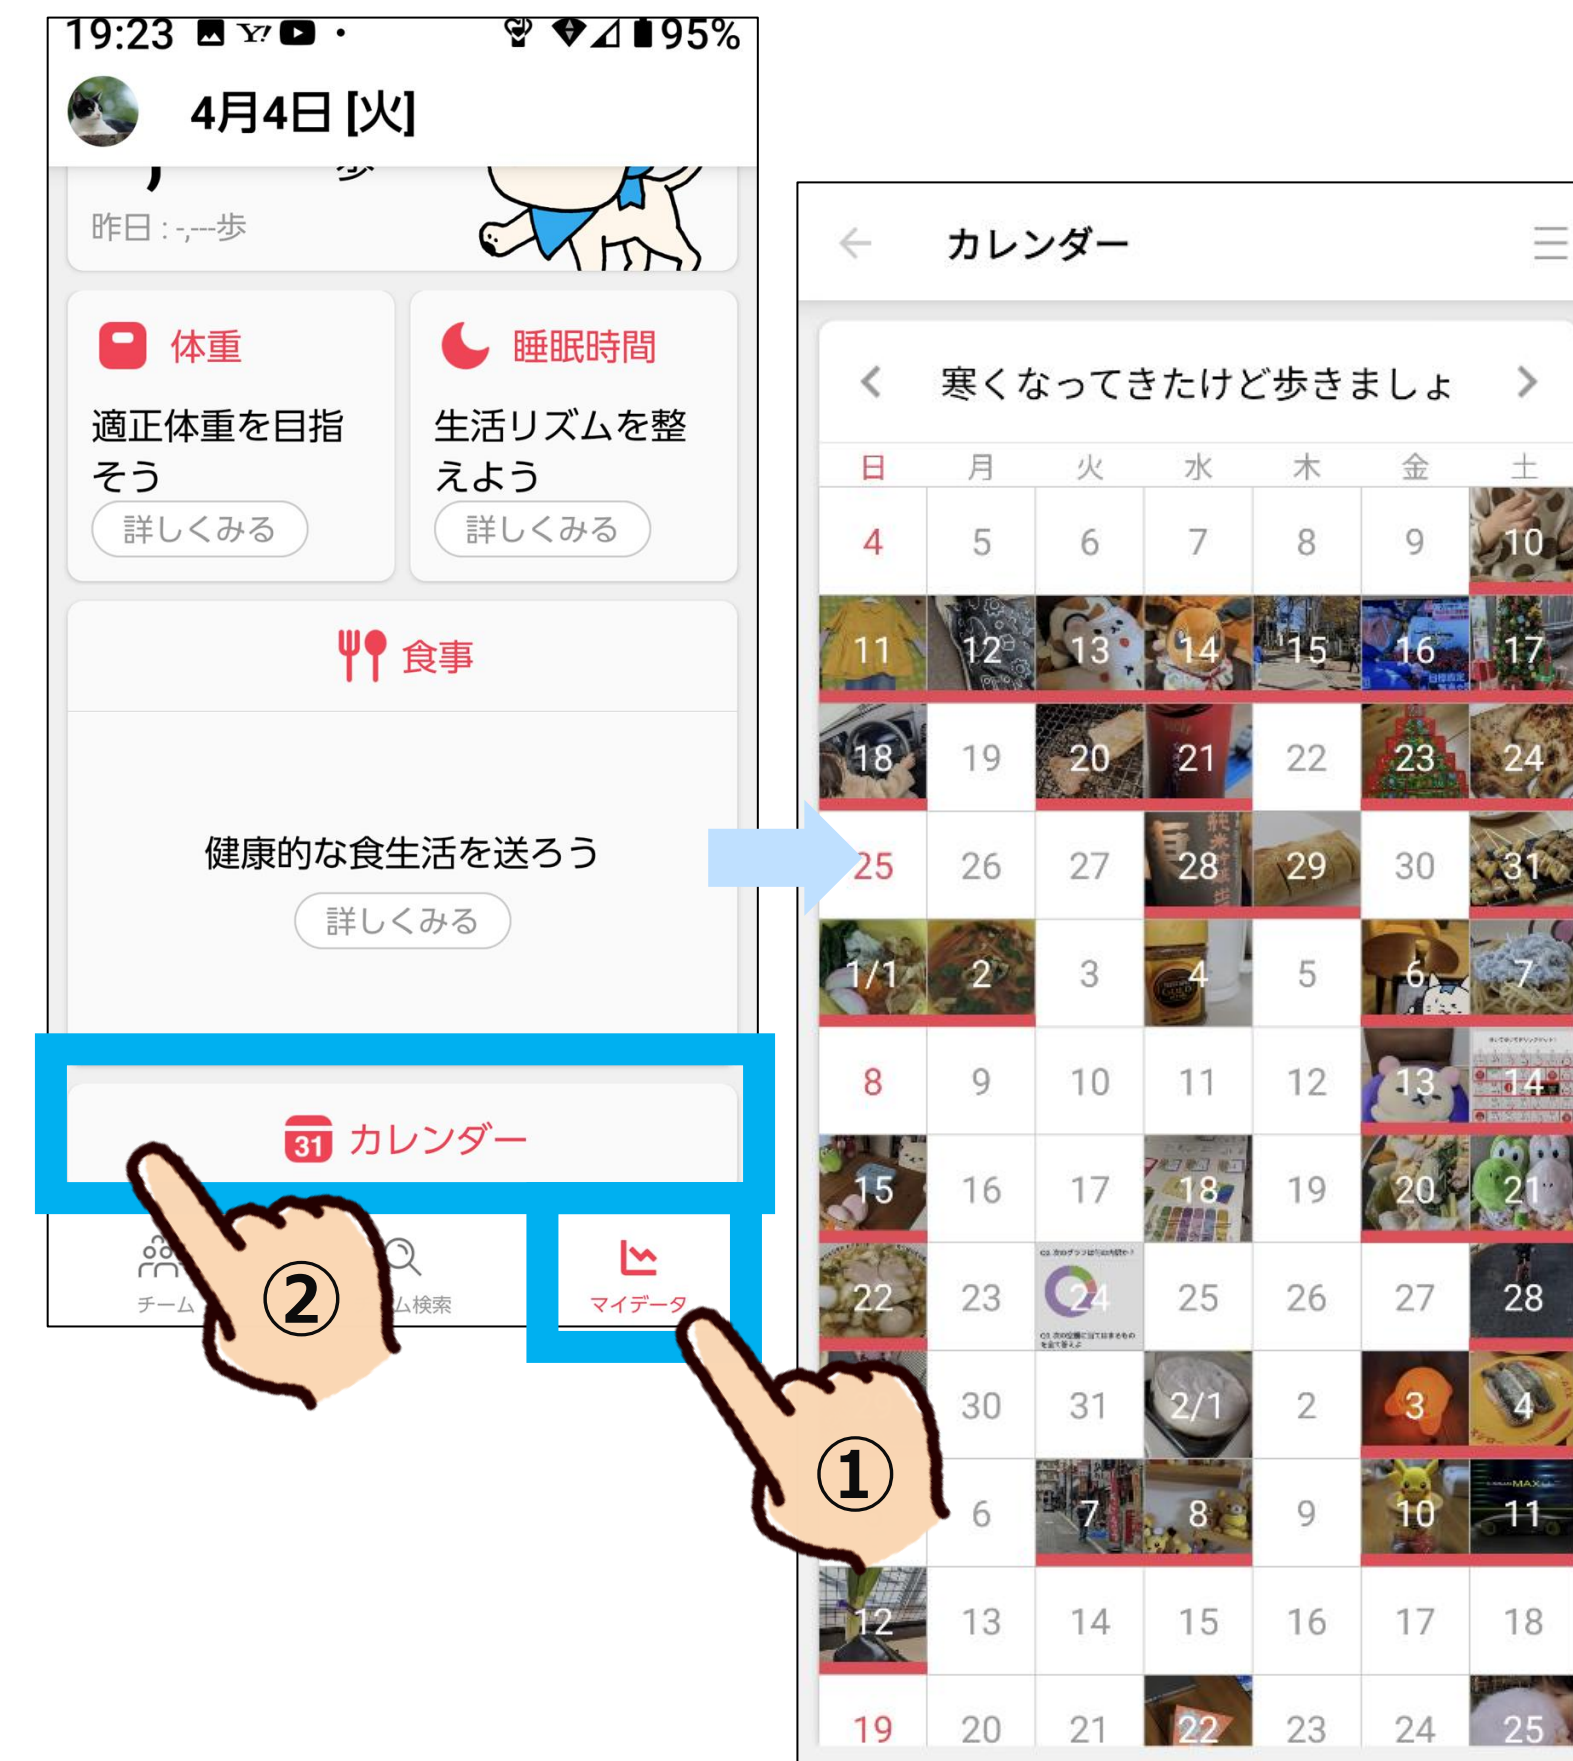 19:23 Y! 95%
4月4日 [火]
歩
昨日 : -,---歩
体重
適正体重を目指
そう
詳しくみる
睡眠時間
生活リズムを整
えよう
詳しくみる
食事
健康的な食生活を送ろう
詳しくみる
31 カレンダー
チーム
ム検索
マイデータ
②
①
カレンダー
寒くなってきたけど歩きましょ
日 月 火 水 木 金 土
4 5 6 7 8 9 10
11 12 13 14 15 16 17
18 19 20 21 22 23 24
25 26 27 28 29 30 31
1/1 2 3 4 5 6 7
8 9 10 11 12 13 14
15 16 17 18 19 20 21
22 23 24 25 26 27 28
30 31 2/1 2 3 4
6 7 8 9 10 11
12 13 14 15 16 17 18
19 20 21 22 23 24 25